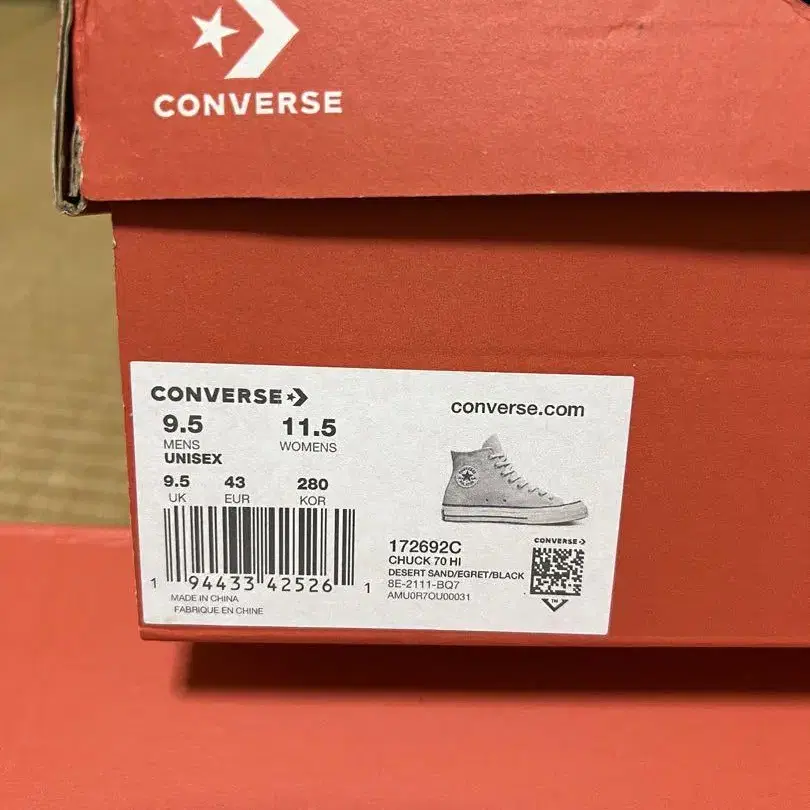 CONVERSE
CONVERSE
converse.com
9.5 11.5
MENS WOMENS
UNISEX
9.5 43 280
UK EUR KOR
172692C
CHUCK 70 HI
DESERT SAND/EGRET/BLACK
8E-2111-BQ7
AMU0R7OU00031
CONVERSE
1 94433 42526 1
MADE IN CHINA
FABRIQUE EN CHINE
TM